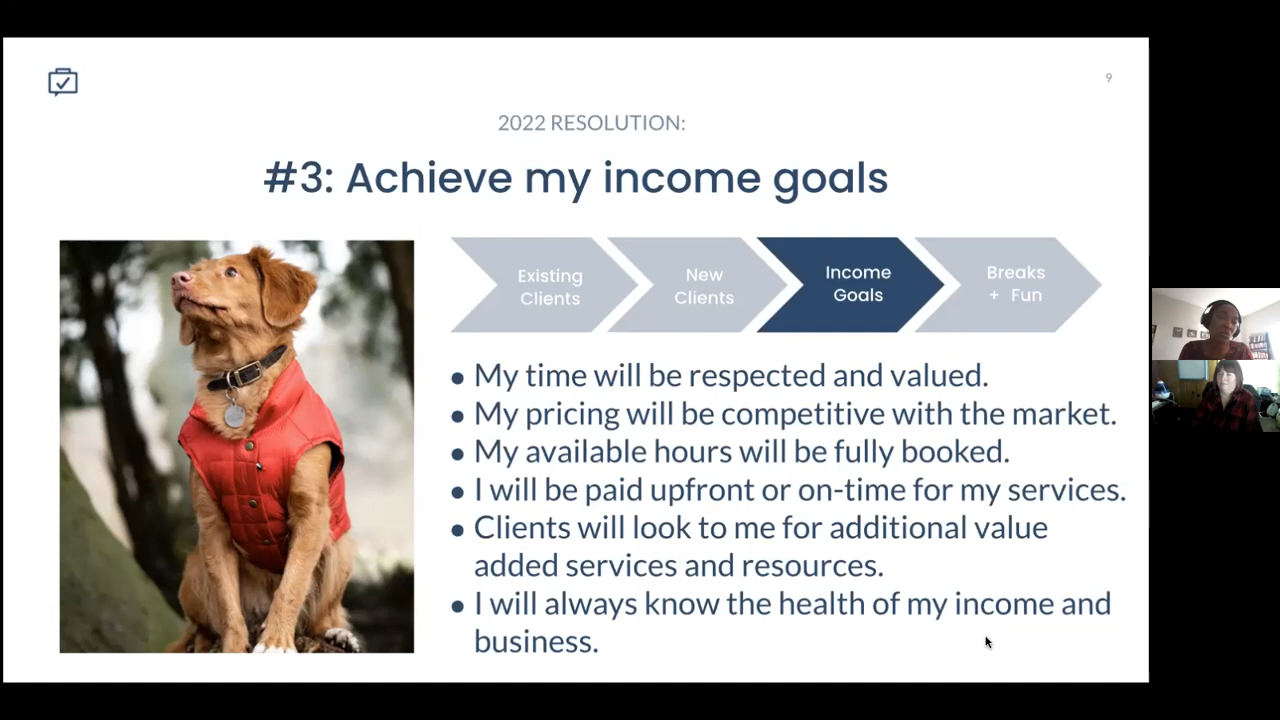 9
2022 RESOLUTION:
#3: Achieve my income goals
Existing
Clients
New
Clients
Income
Goals
Breaks
+ Fun
● My time will be respected and valued.
● My pricing will be competitive with the market.
● My available hours will be fully booked.
● I will be paid upfront or on-time for my services.
● Clients will look to me for additional value
added services and resources.
● I will always know the health of my income and
business.